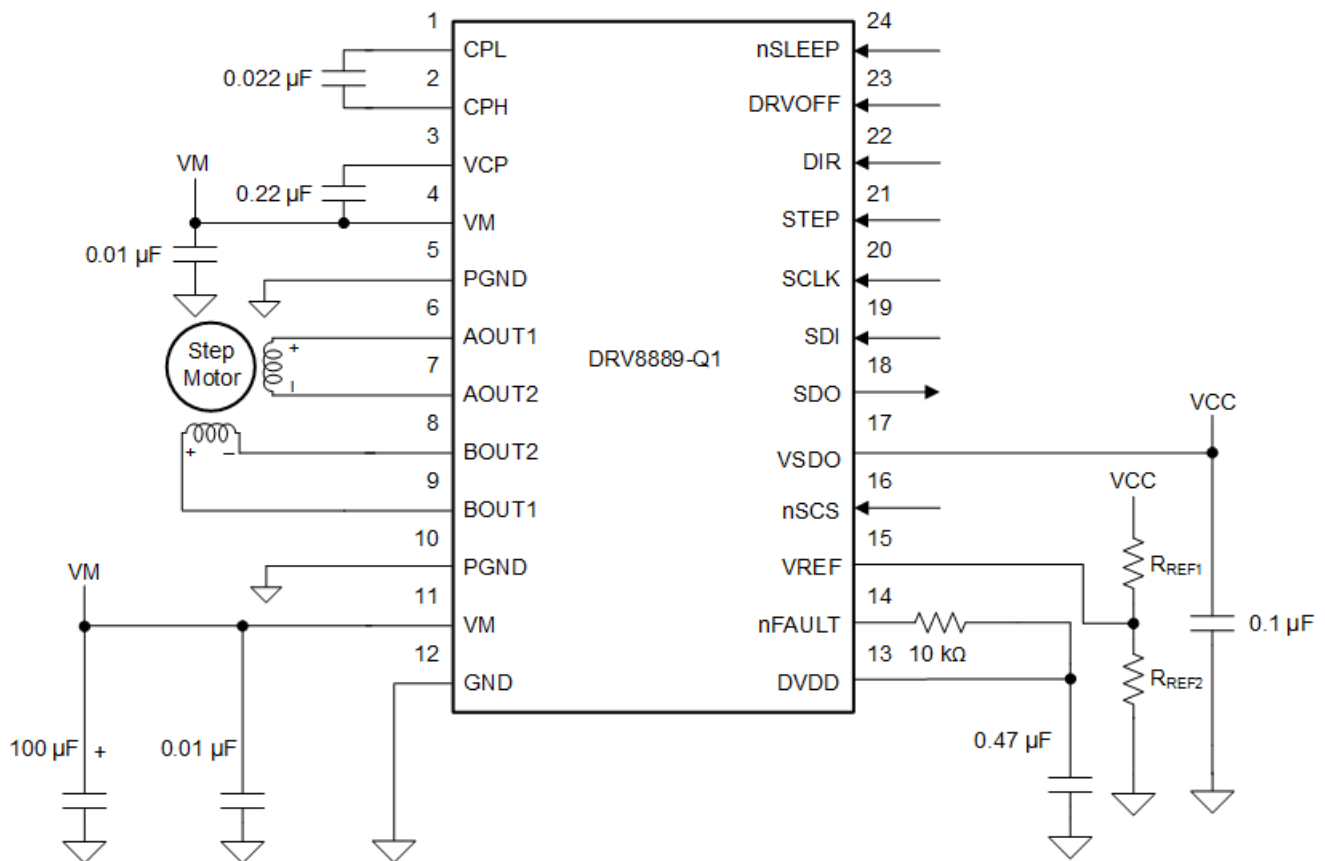 1
CPL
0.022 µF
2
CPH
3
VCP
VM
0.22 µF
4
VM
0.01 µF
5
PGND
6
AOUT1
+
Step
Motor
7
–
AOUT2
8
BOUT2
+ –
9
BOUT1
10
PGND
VM
11
VM
12
GND
100 µF +
0.01 µF
DRV8889-Q1
24
nSLEEP
23
DRVOFF
22
DIR
21
STEP
20
SCLK
19
SDI
18
SDO
VCC
17
VSDO
16
VCC
nSCS
15
VREF
RREF1
14
nFAULT
10 kΩ
0.1 µF
13
DVDD
RREF2
0.47 µF